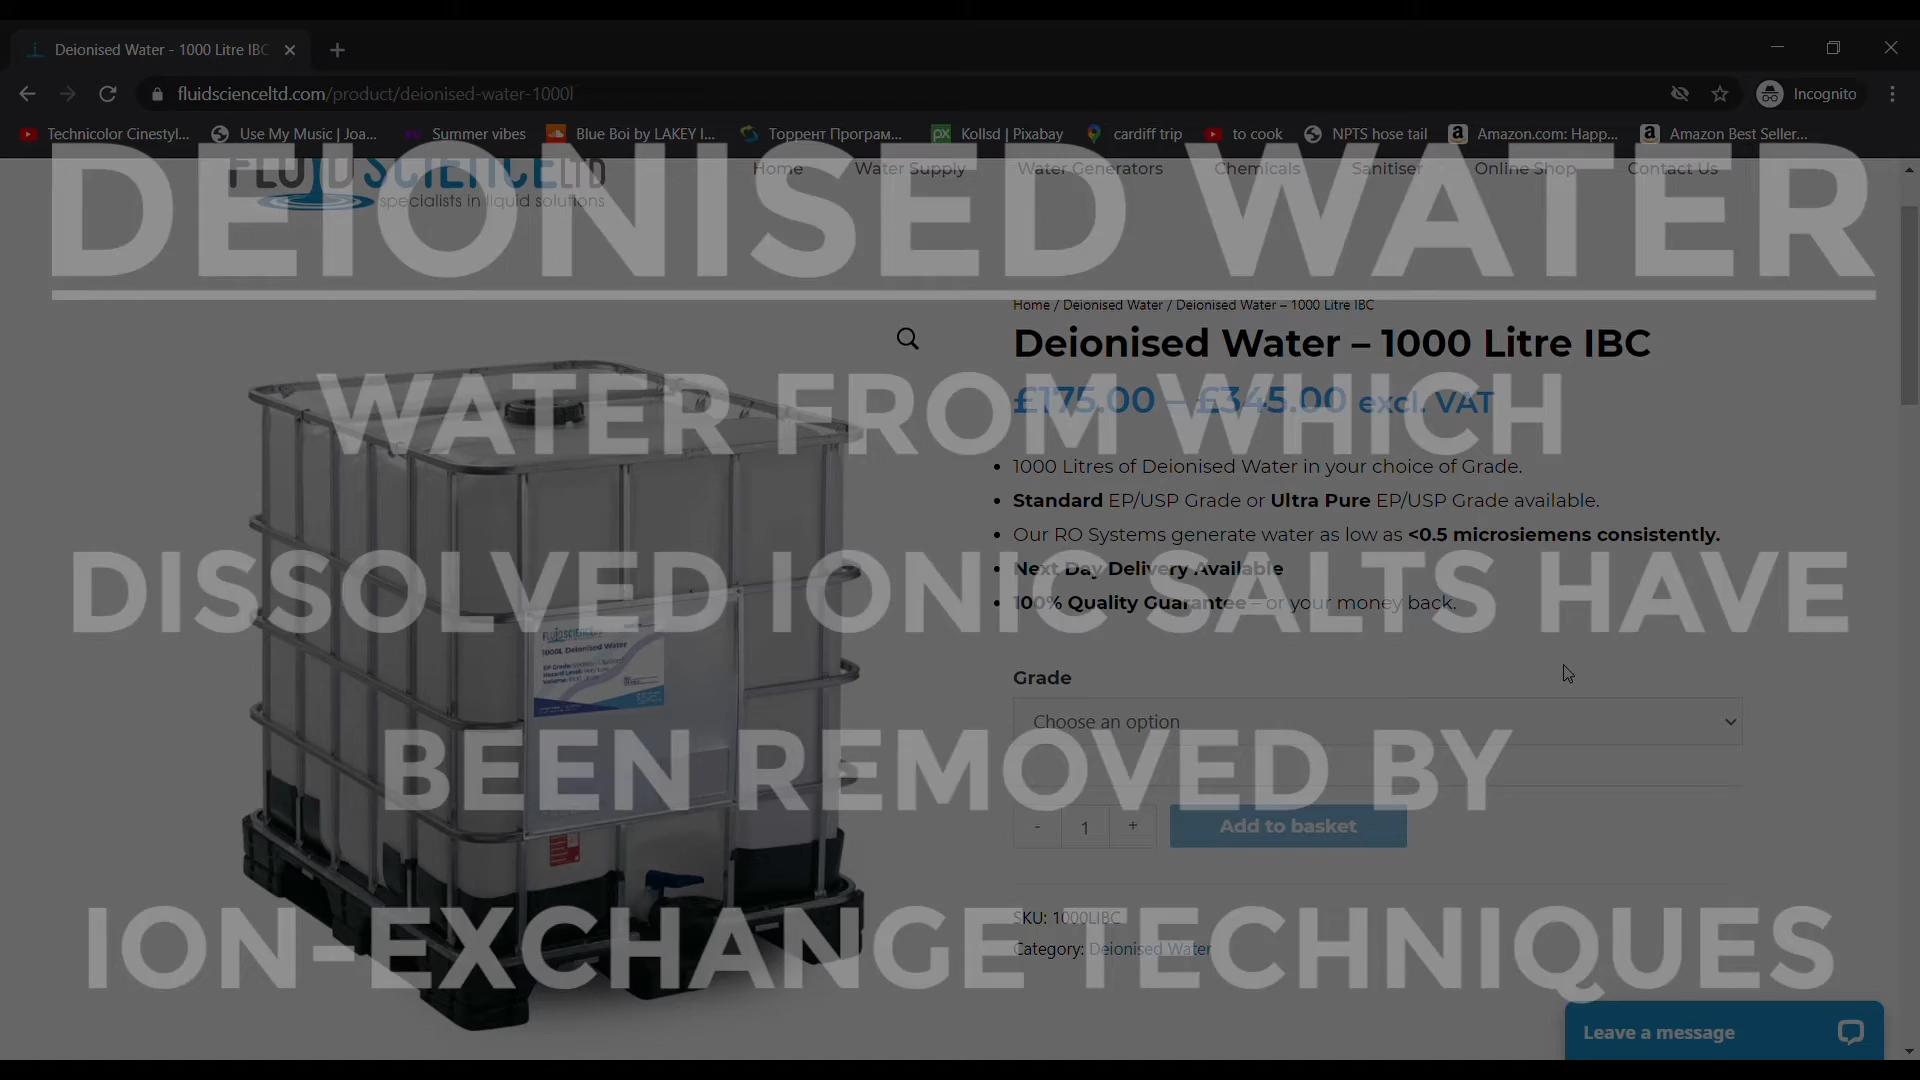 Deionised Water - 1000 Litre IBC
fluidscienceltd.com/product/deionised-water-1000l
Incognito
Technicolor Cinestyl...
Use My Music | Joa...
Summer vibes
Blue Boi by LAKEY I...
Торрент Програм...
Kollsd | Pixabay
cardiff trip
to cook
NPTS hose tail
Amazon.com: Happ...
Amazon Best Seller...
FLUIDSCIENCELTD
specialists in liquid solutions
Home
Water Supply
Water Generators
Chemicals
Sanitiser
Online Shop
Contact Us
DEIONISED WATER
WATER FROM WHICH
DISSOLVED IONIC SALTS HAVE
BEEN REMOVED BY
ION-EXCHANGE TECHNIQUES
Home / Deionised Water / Deionised Water – 1000 Litre IBC
Deionised Water – 1000 Litre IBC
£175.00 – £345.00 excl. VAT
1000 Litres of Deionised Water in your choice of Grade.
Standard EP/USP Grade or Ultra Pure EP/USP Grade available.
Our RO Systems generate water as low as <0.5 microsiemens consistently.
Next Day Delivery Available
100% Quality Guarantee – or your money back.
FLUIDSCIENCE
1000L Deionised Water
Grade
Choose an option
- 1 +
Add to basket
SKU: 1000LIBC
Category: Deionised Water
Leave a message